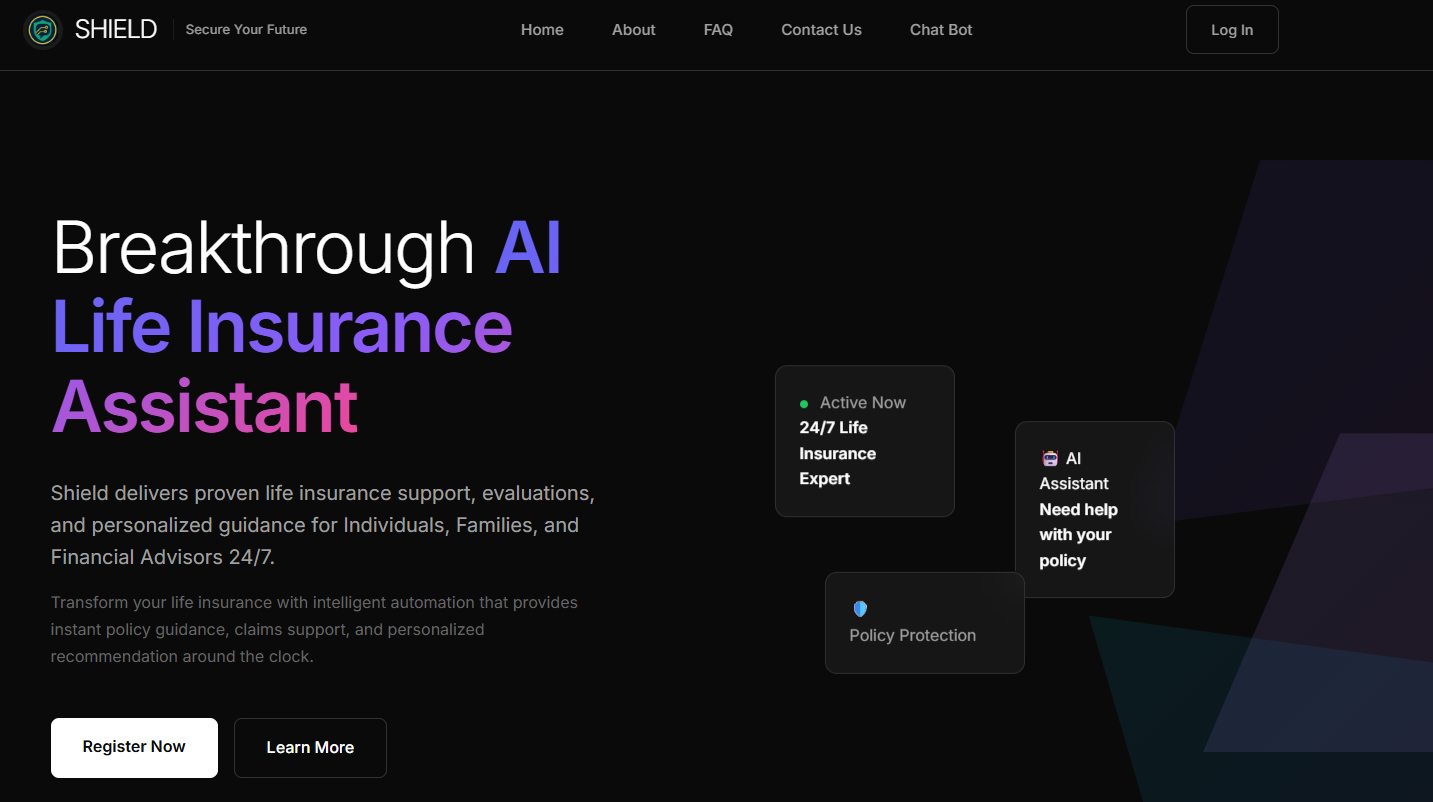 SHIELD
Secure Your Future
Home
About
FAQ
Contact Us
Chat Bot
Log In
Breakthrough AI
Life Insurance
Assistant
Shield delivers proven life insurance support, evaluations,
and personalized guidance for Individuals, Families, and
Financial Advisors 24/7.
Transform your life insurance with intelligent automation that provides
instant policy guidance, claims support, and personalized
recommendation around the clock.
Register Now
Learn More
Active Now
24/7 Life
Insurance
Expert
AI
Assistant
Need help
with your
policy
Policy Protection